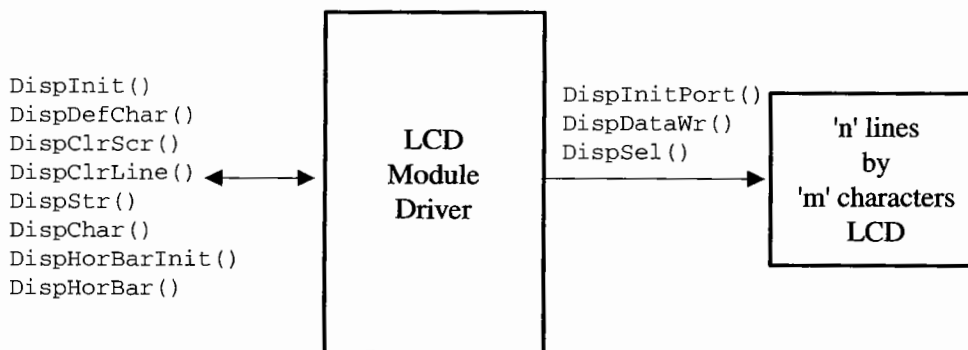 DispInit()
DispDefChar()
DispClrScr()
DispClrLine()
DispStr()
DispChar()
DispHorBarInit()
DispHorBar()
LCD
Module
Driver
DispInitPort()
DispDataWr()
DispSel()
'n' lines
by
'm' characters
LCD